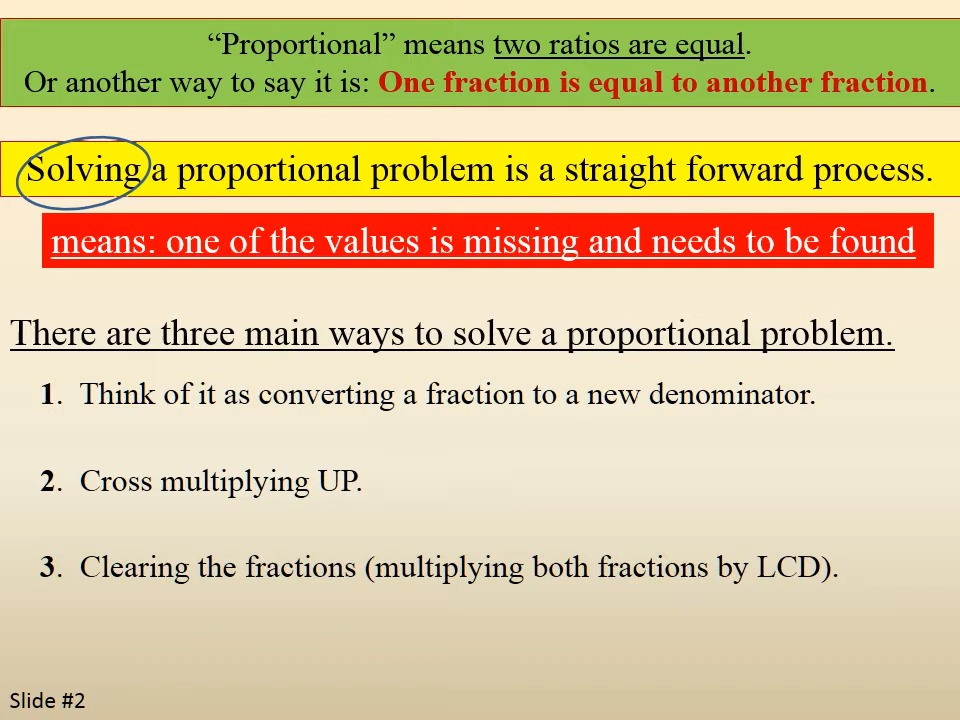 “Proportional” means two ratios are equal.
Or another way to say it is: One fraction is equal to another fraction.
Solving a proportional problem is a straight forward process.
means: one of the values is missing and needs to be found
There are three main ways to solve a proportional problem.
1. Think of it as converting a fraction to a new denominator.
2. Cross multiplying UP.
3. Clearing the fractions (multiplying both fractions by LCD).
Slide #2